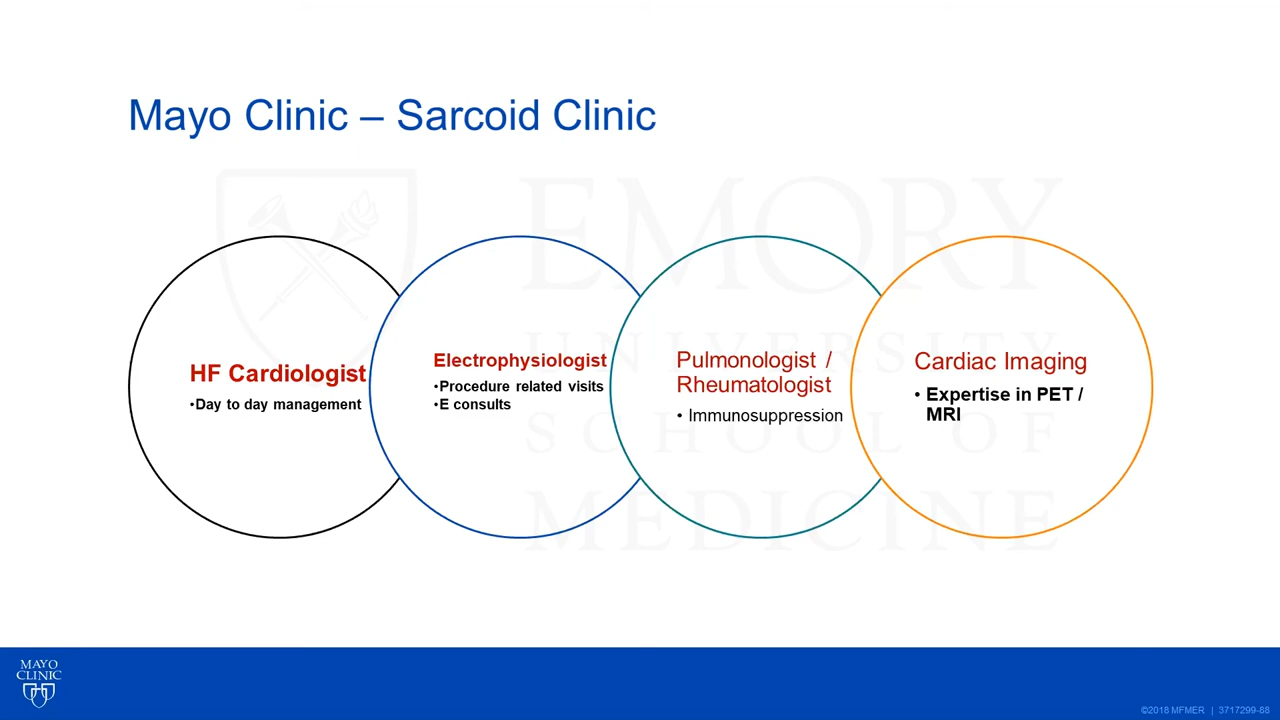 Mayo Clinic – Sarcoid Clinic
EMORY
UNIVERSITY
SCHOOL OF
MEDICINE
HF Cardiologist
•Day to day management
Electrophysiologist
•Procedure related visits
•E consults
Pulmonologist /
Rheumatologist
• Immunosuppression
Cardiac Imaging
• Expertise in PET /
MRI
MAYO
CLINIC
©2018 MFMER | 3717299-88